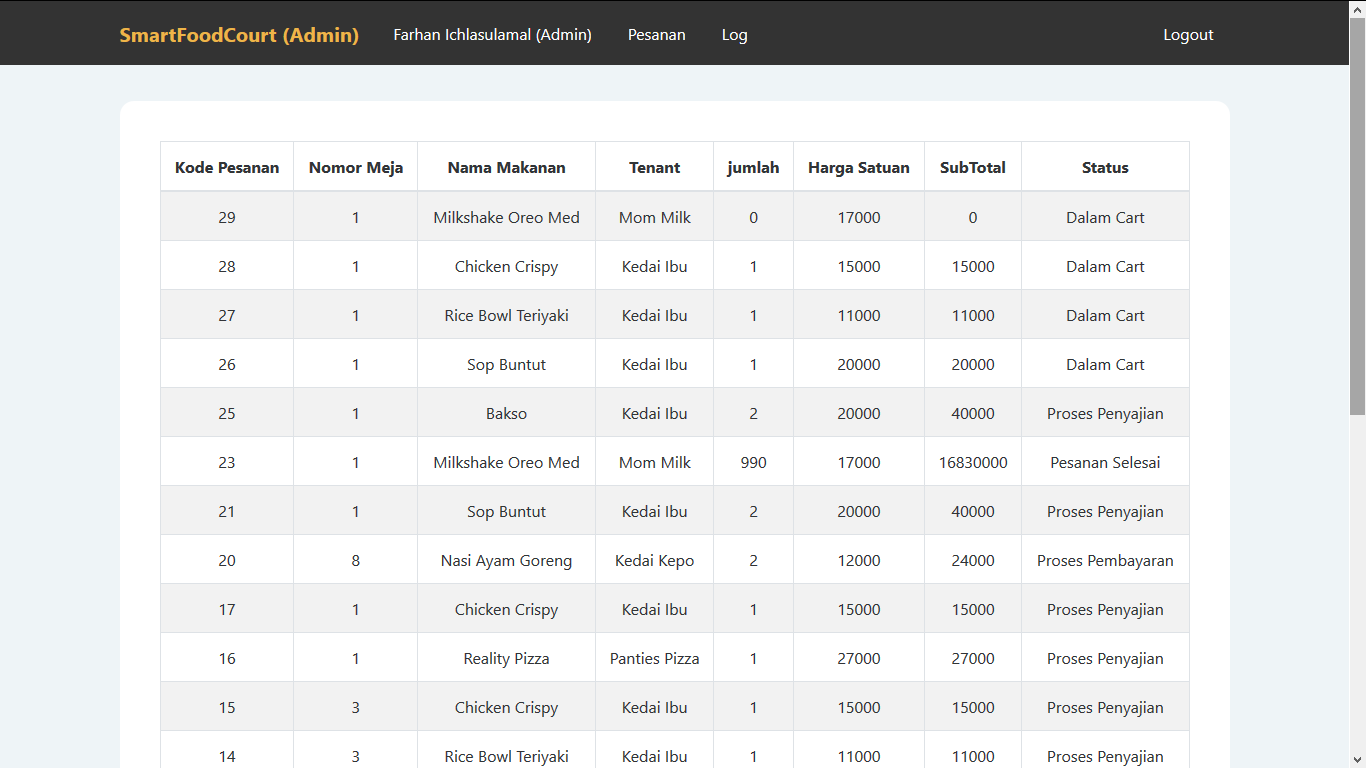 SmartFoodCourt (Admin) Farhan Ichlasulamal (Admin) Pesanan Log Logout
Kode Pesanan Nomor Meja Nama Makanan Tenant jumlah Harga Satuan SubTotal Status
29 1 Milkshake Oreo Med Mom Milk 0 17000 0 Dalam Cart
28 1 Chicken Crispy Kedai Ibu 1 15000 15000 Dalam Cart
27 1 Rice Bowl Teriyaki Kedai Ibu 1 11000 11000 Dalam Cart
26 1 Sop Buntut Kedai Ibu 1 20000 20000 Dalam Cart
25 1 Bakso Kedai Ibu 2 20000 40000 Proses Penyajian
23 1 Milkshake Oreo Med Mom Milk 990 17000 16830000 Pesanan Selesai
21 1 Sop Buntut Kedai Ibu 2 20000 40000 Proses Penyajian
20 8 Nasi Ayam Goreng Kedai Kepo 2 12000 24000 Proses Pembayaran
17 1 Chicken Crispy Kedai Ibu 1 15000 15000 Proses Penyajian
16 1 Reality Pizza Panties Pizza 1 27000 27000 Proses Penyajian
15 3 Chicken Crispy Kedai Ibu 1 15000 15000 Proses Penyajian
14 3 Rice Bowl Teriyaki Kedai Ibu 1 11000 11000 Proses Penyajian